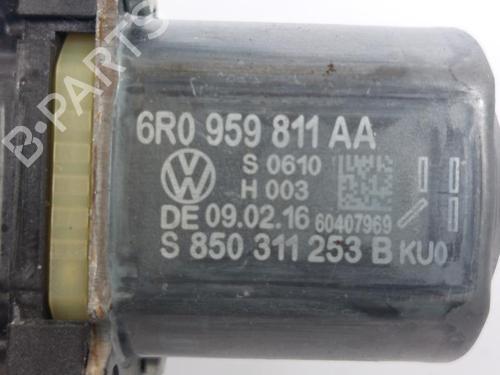 6R0 959 811 AA
S 0610
H 003
DE 09.02.16 60407969
S 850 311 253 B KU0
B-Parts